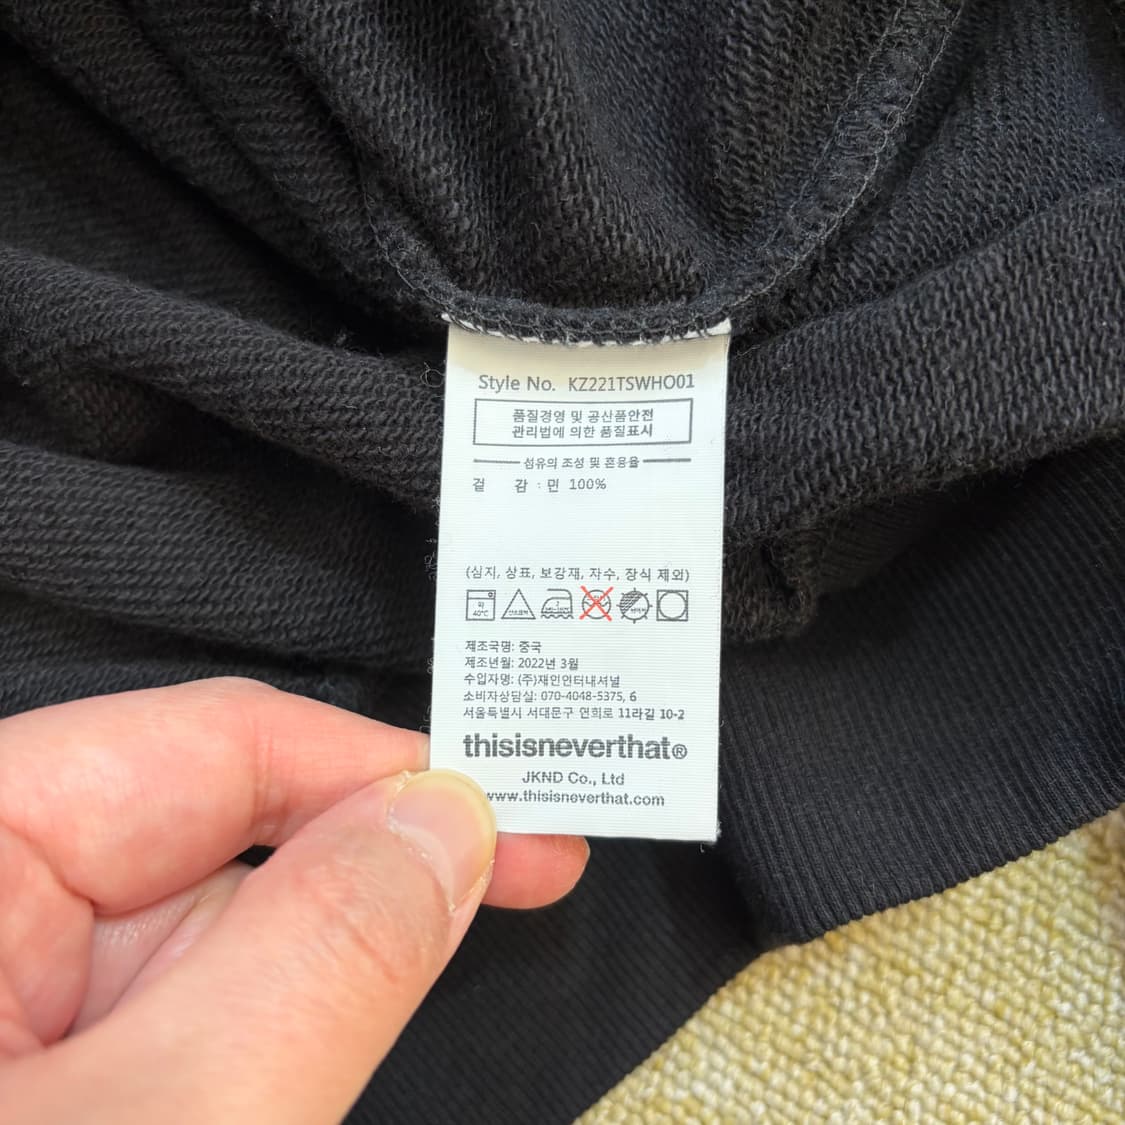 Style No. KZ221TSWHO01
품질경영 및 공산품안전
관리법에 의한 품질표시
섬유의 조성 및 혼용율
겉 감 : 민 100%
(심지, 상표, 보강재, 자수, 장식 제외)
약
40℃
제조국명: 중국
제조년월: 2022년 3월
수입자명: (주)재인인터내셔널
소비자상담실: 070-4048-5375, 6
서울특별시 서대문구 연희로 11라길 10-2
thisisneverthat®
JKND Co., Ltd
www.thisisneverthat.com